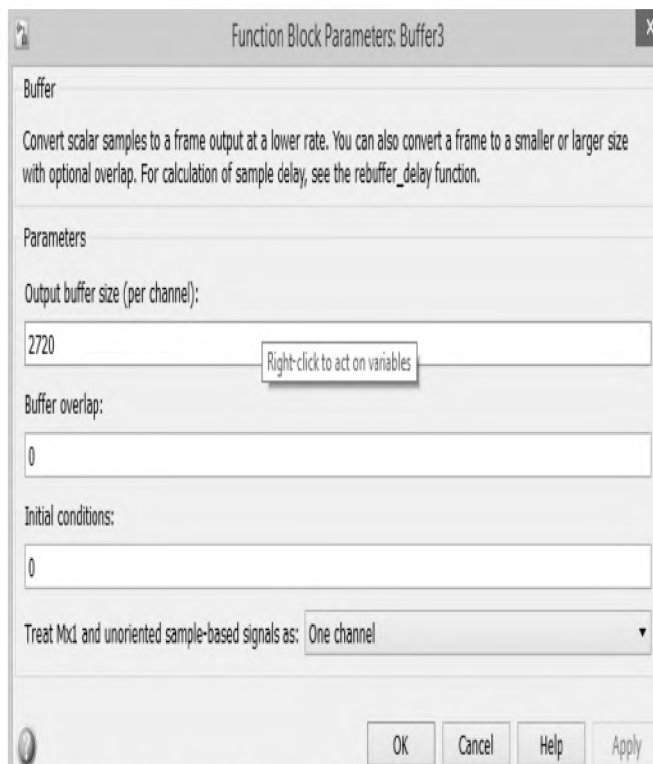 Function Block Parameters: Buffer3
X
Buffer
Convert scalar samples to a frame output at a lower rate. You can also convert a frame to a smaller or larger size
with optional overlap. For calculation of sample delay, see the rebuffer_delay function.
Parameters
Output buffer size (per channel):
2720
Right-click to act on variables
Buffer overlap:
0
Initial conditions:
0
Treat Mx1 and unoriented sample-based signals as: One channel
? OK Cancel Help Apply